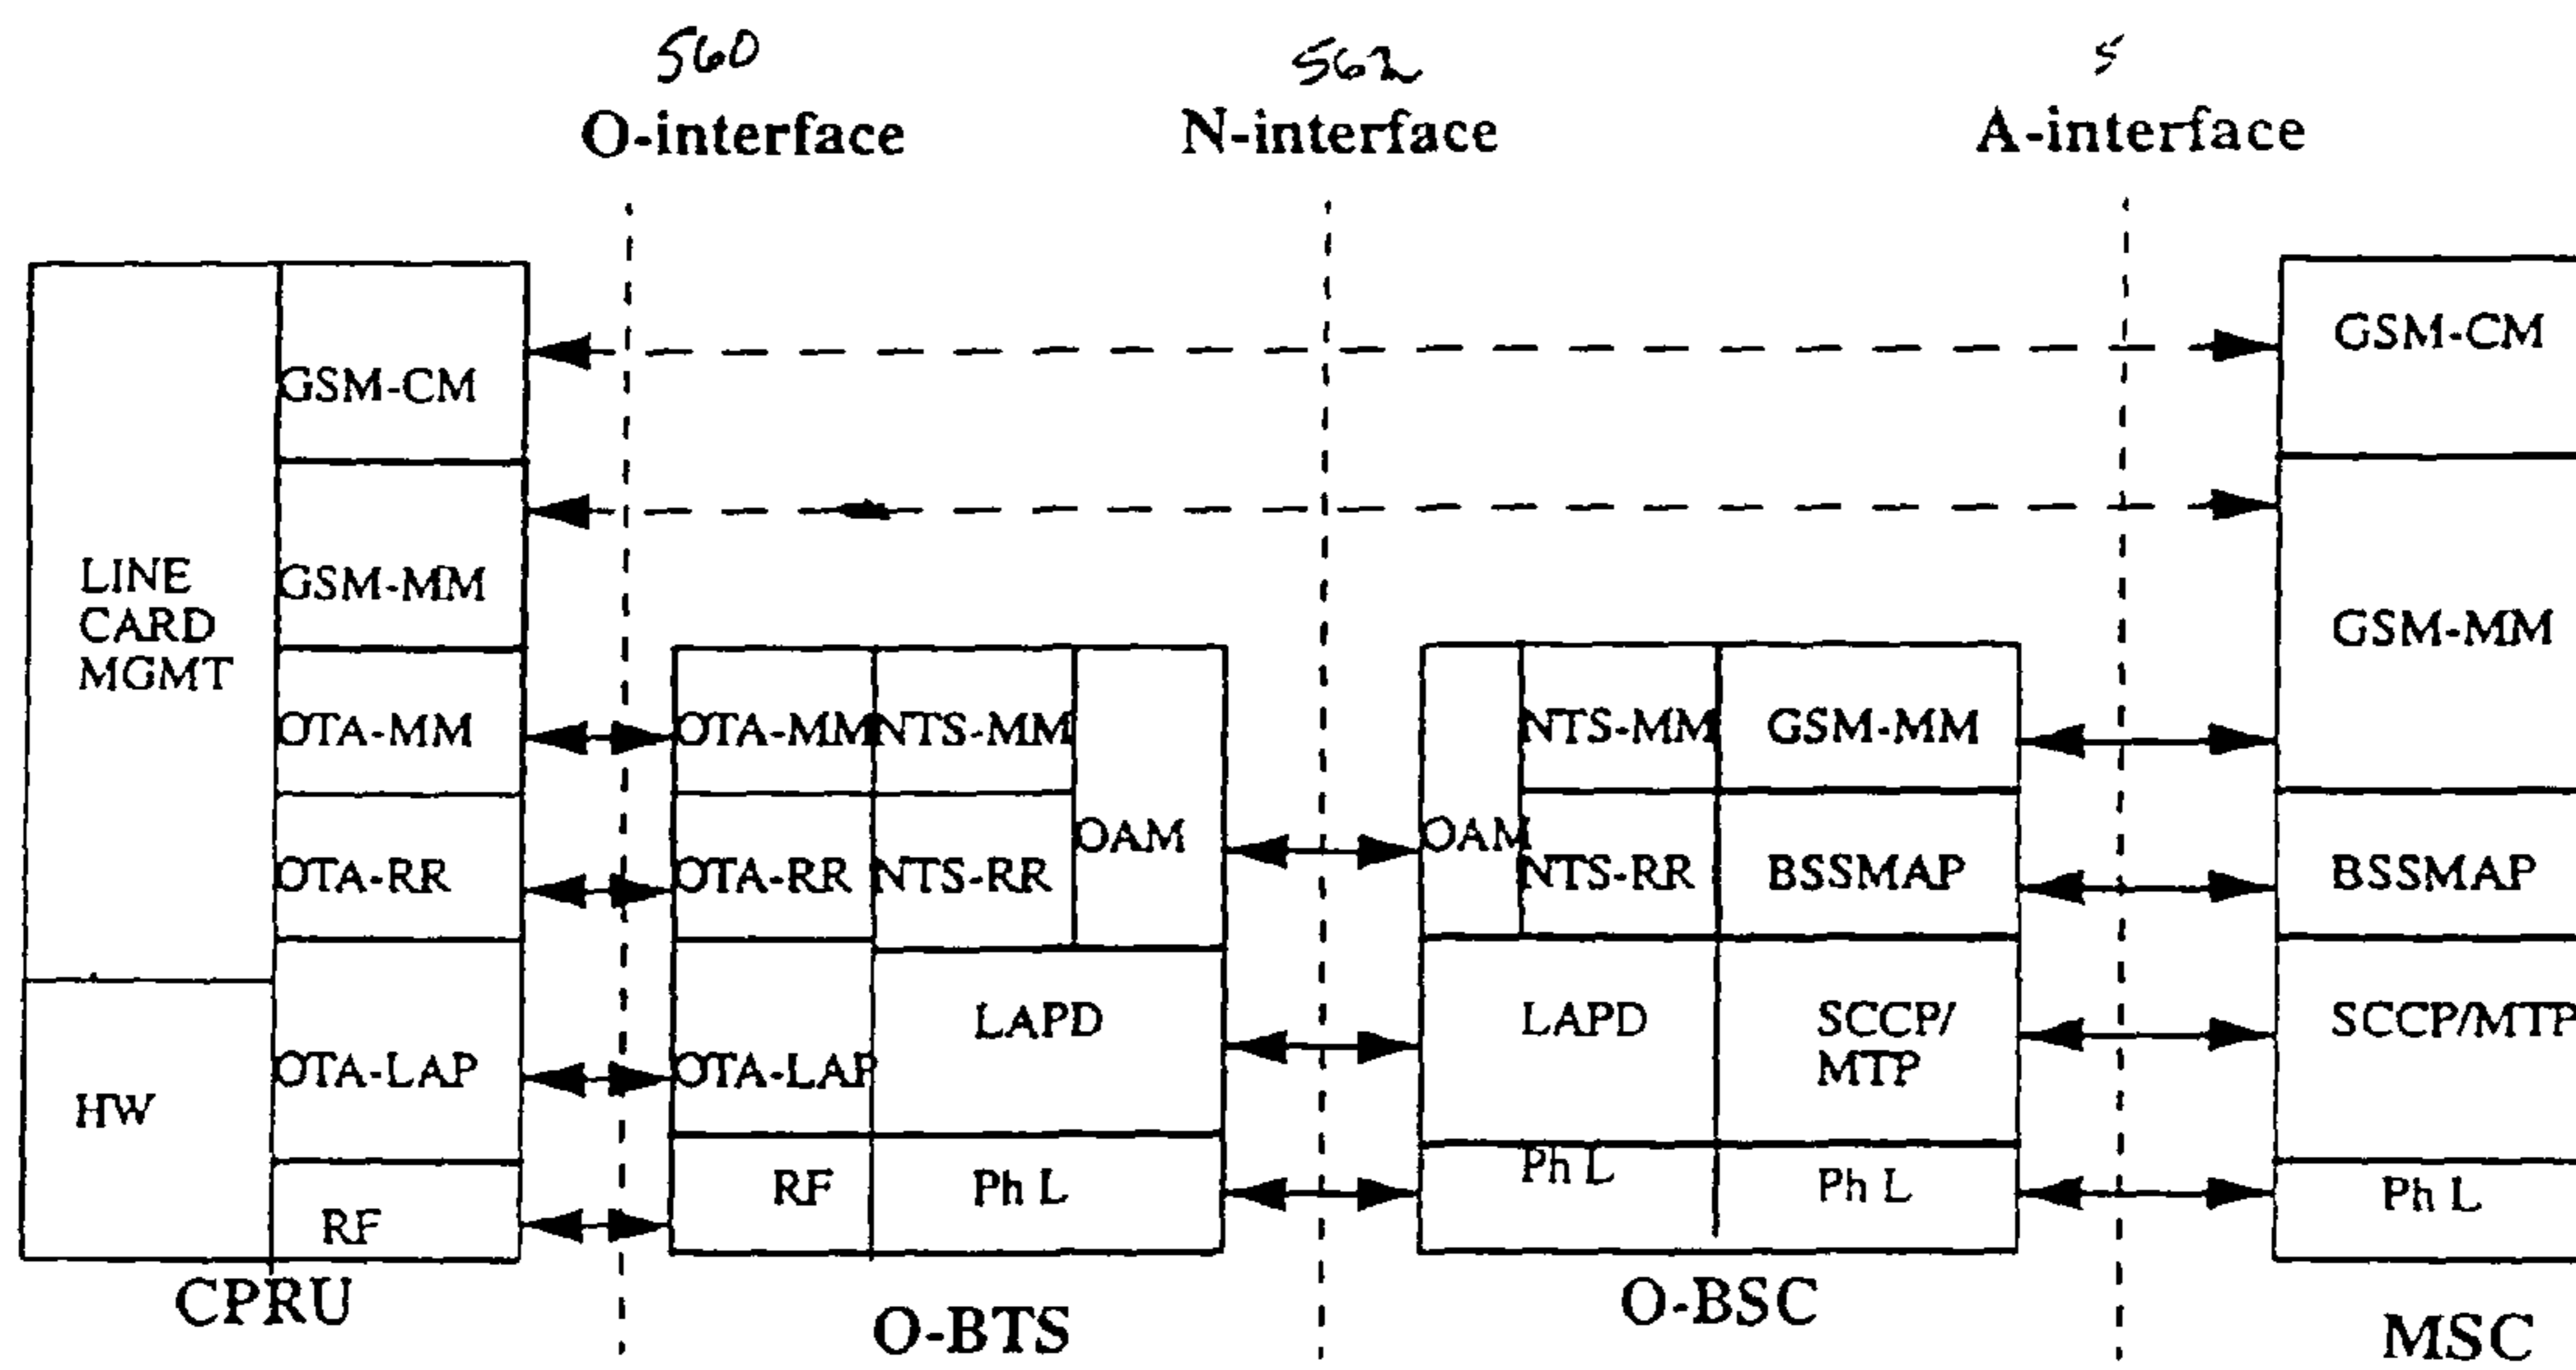 560
562
5
O-interface
N-interface
A-interface
LINE
CARD
MGMT
HW
GSM-CM
GSM-MM
OTA-MM
OTA-RR
OTA-LAP
RF
CPRU
OTA-MM
OTA-RR
OTA-LAP
RF
NTS-MM
NTS-RR
OAM
LAPD
Ph L
O-BTS
OAM
NTS-MM
NTS-RR
LAPD
Ph L
GSM-MM
BSSMAP
SCCP/
MTP
Ph L
O-BSC
GSM-CM
GSM-MM
BSSMAP
SCCP/MTP
Ph L
MSC